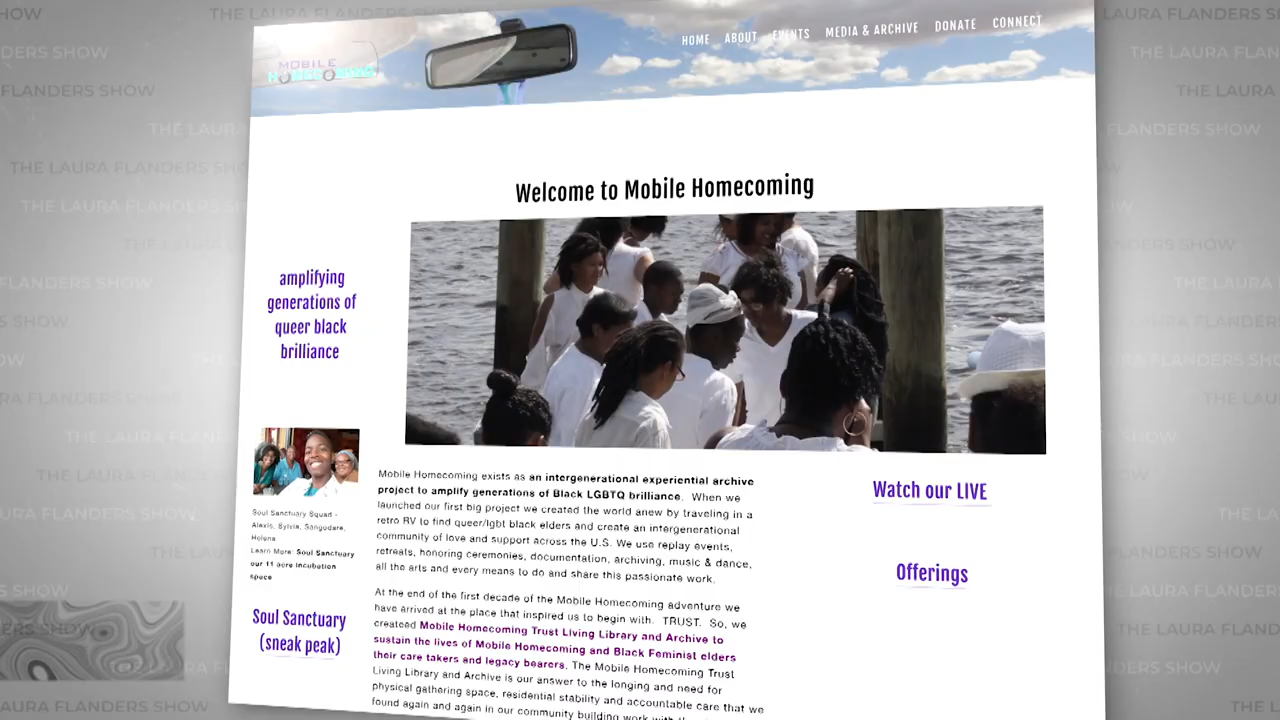 THE LAURA FLANDERS SHOW
MOBILE
HOMECOMING
HOME ABOUT EVENTS MEDIA & ARCHIVE DONATE CONNECT
Welcome to Mobile Homecoming
amplifying
generations of
queer black
brilliance
Soul Sanctuary Squad -
Alexis, Sylvia, Sangodare,
Helena
Learn More: Soul Sanctuary
our 11 acre incubation
space
Soul Sanctuary
(sneak peak)
Mobile Homecoming exists as an intergenerational experiential archive
project to amplify generations of Black LGBTQ brilliance. When we
launched our first big project we created the world anew by traveling in a
retro RV to find queer/lgbt black elders and create an intergenerational
community of love and support across the U.S. We use replay events,
retreats, honoring ceremonies, documentation, archiving, music & dance,
all the arts and every means to do and share this passionate work.
At the end of the first decade of the Mobile Homecoming adventure we
have arrived at the place that inspired us to begin with. TRUST. So, we
created Mobile Homecoming Trust Living Library and Archive to
sustain the lives of Mobile Homecoming and Black Feminist elders
their care takers and legacy bearers. The Mobile Homecoming Trust
Living Library and Archive is our answer to the longing and need for
physical gathering space, residential stability and accountable care that we
found again and again in our community building work with
Watch our LIVE
Offerings